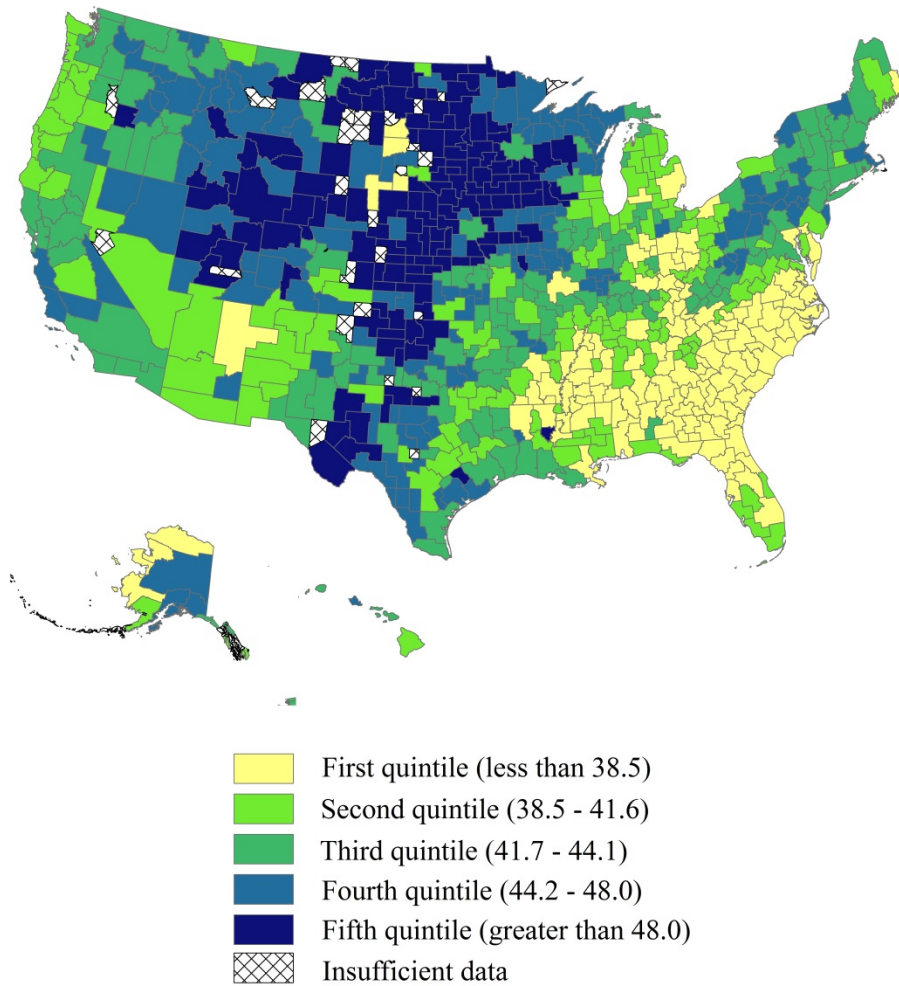 First quintile (less than 38.5)
Second quintile (38.5 - 41.6)
Third quintile (41.7 - 44.1)
Fourth quintile (44.2 - 48.0)
Fifth quintile (greater than 48.0)
Insufficient data